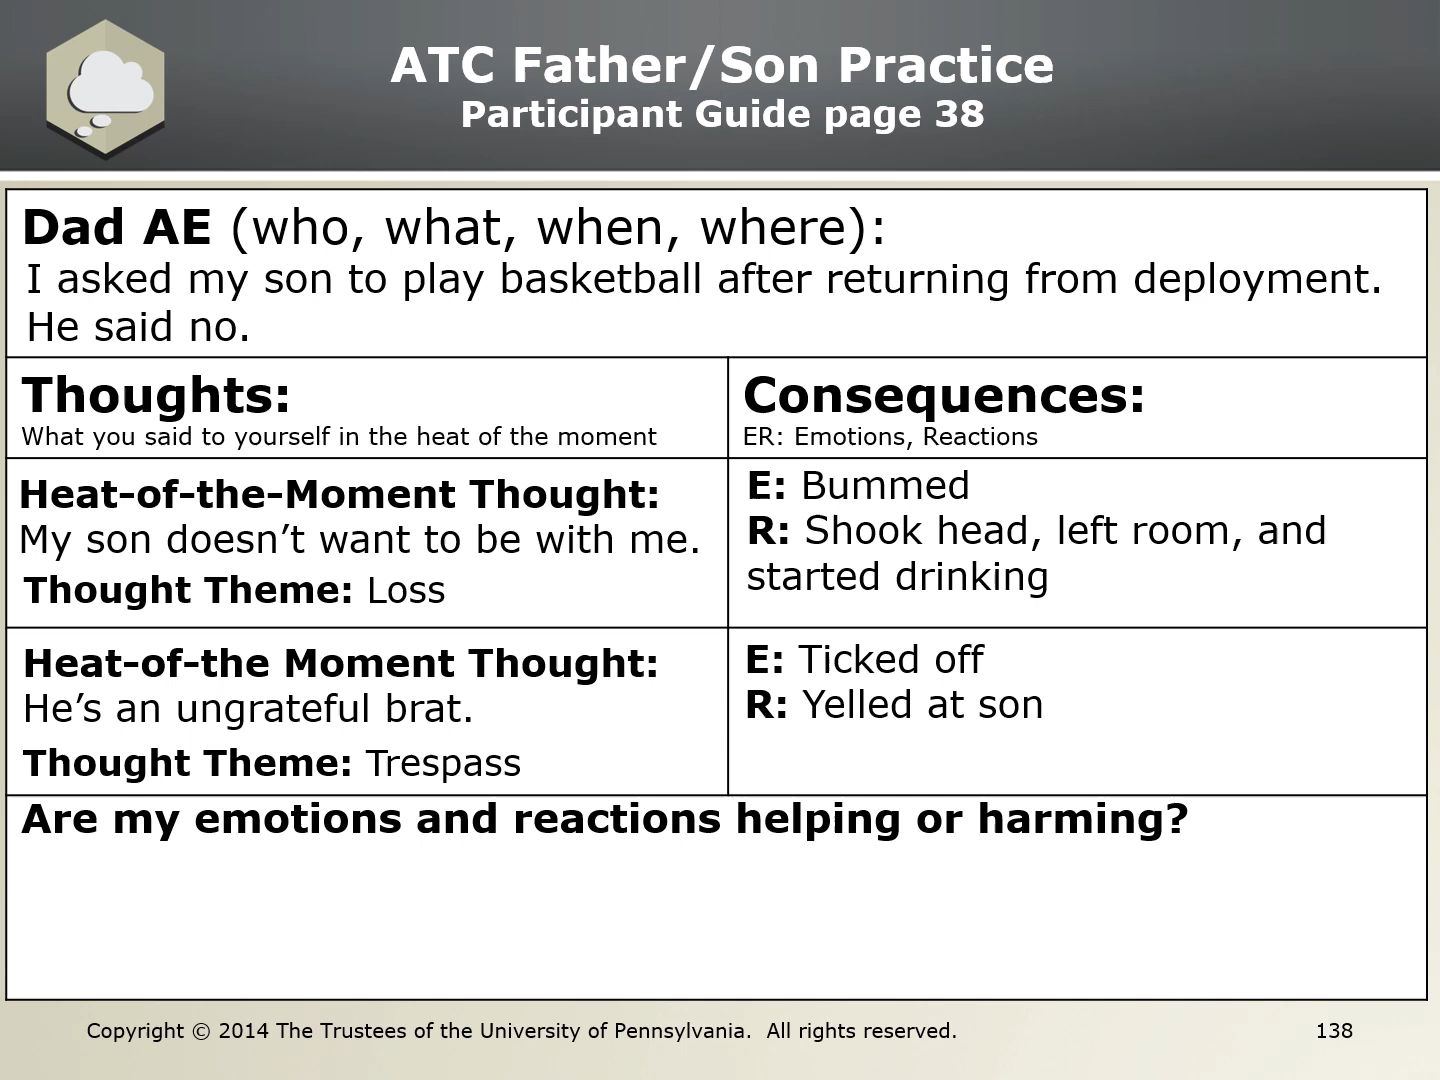 ATC Father/Son Practice
Participant Guide page 38
Dad AE (who, what, when, where):
I asked my son to play basketball after returning from deployment.
He said no.
Thoughts:
What you said to yourself in the heat of the moment
Consequences:
ER: Emotions, Reactions
Heat-of-the-Moment Thought:
My son doesn’t want to be with me.
Thought Theme: Loss
E: Bummed
R: Shook head, left room, and
started drinking
Heat-of-the Moment Thought:
He’s an ungrateful brat.
Thought Theme: Trespass
E: Ticked off
R: Yelled at son
Are my emotions and reactions helping or harming?
Copyright © 2014 The Trustees of the University of Pennsylvania.  All rights reserved.
138